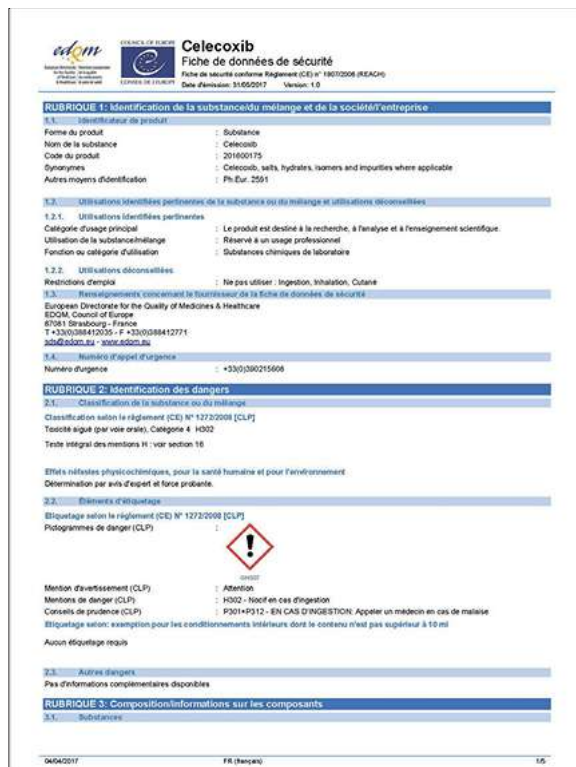 edqm
COUNCIL OF EUROPE
CONSEIL DE L'EUROPE
Celecoxib
Fiche de données de sécurité
Fiche de sécurité conforme Règlement (CE) n° 1907/2006 (REACH)
Date d'émission: 31/05/2017 Version: 1.0
RUBRIQUE 1: Identification de la substance/du mélange et de la société/l'entreprise
1.1. Identificateur de produit
Forme du produit : Substance
Nom de la substance : Celecoxib
Code du produit : 201600175
Synonymes : Celecoxib, salts, hydrates, isomers and impurities where applicable
Autres moyens d'identification : Ph.Eur. 2591
1.2. Utilisations identifiées pertinentes de la substance ou du mélange et utilisations déconseillées
1.2.1. Utilisations identifiées pertinentes
Catégorie d'usage principal : Le produit est destiné à la recherche, à l'analyse et à l'enseignement scientifique.
Utilisation de la substance/mélange : Réservé à un usage professionnel
Fonction ou catégorie d'utilisation : Substances chimiques de laboratoire
1.2.2. Utilisations déconseillées
Restrictions d'emploi : Ne pas utiliser : Ingestion, Inhalation, Cutané
1.3. Renseignements concernant le fournisseur de la fiche de données de sécurité
European Directorate for the Quality of Medicines & Healthcare
EDQM, Council of Europe
67081 Strasbourg - France
T +33(0)388412035 - F +33(0)388412771
sds@edqm.eu - www.edqm.eu
1.4. Numéro d'appel d'urgence
Numéro d'urgence : +33(0)390215608
RUBRIQUE 2: Identification des dangers
2.1. Classification de la substance ou du mélange
Classification selon le règlement (CE) N° 1272/2008 [CLP]
Toxicité aiguë (par voie orale), Catégorie 4 H302
Texte intégral des mentions H : voir section 16
Effets néfastes physicochimiques, pour la santé humaine et pour l'environnement
Détermination par avis d'expert et force probante.
2.2. Éléments d'étiquetage
Etiquetage selon le règlement (CE) N° 1272/2008 [CLP]
Pictogrammes de danger (CLP) :
GHS07
Mention d'avertissement (CLP) : Attention
Mentions de danger (CLP) : H302 - Nocif en cas d'ingestion
Conseils de prudence (CLP) : P301+P312 - EN CAS D'INGESTION: Appeler un médecin en cas de malaise
Etiquetage selon: exemption pour les conditionnements intérieurs dont le contenu n'est pas supérieur à 10 ml
Aucun étiquetage requis
2.3. Autres dangers
Pas d'informations complémentaires disponibles
RUBRIQUE 3: Composition/informations sur les composants
3.1. Substances
04/04/2017 FR (français) 1/5